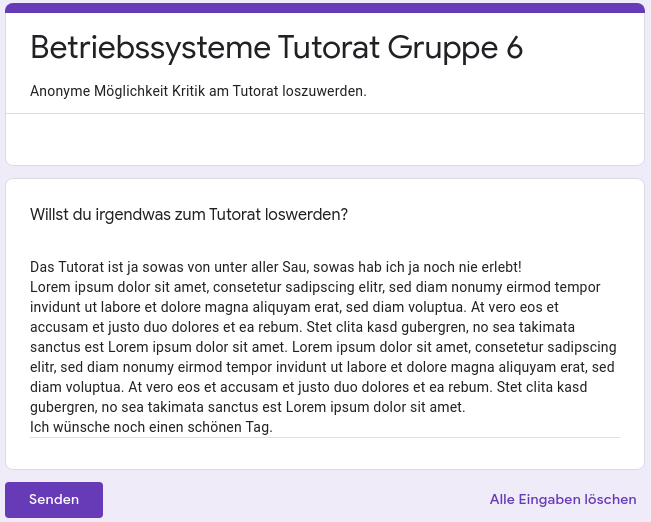 Betriebssysteme Tutorat Gruppe 6
Anonyme Möglichkeit Kritik am Tutorat loszuwerden.
Willst du irgendwas zum Tutorat loswerden?
Das Tutorat ist ja sowas von unter aller Sau, sowas hab ich ja noch nie erlebt!
Lorem ipsum dolor sit amet, consetetur sadipscing elitr, sed diam nonumy eirmod tempor
invidunt ut labore et dolore magna aliquyam erat, sed diam voluptua. At vero eos et
accusam et justo duo dolores et ea rebum. Stet clita kasd gubergren, no sea takimata
sanctus est Lorem ipsum dolor sit amet. Lorem ipsum dolor sit amet, consetetur sadipscing
elitr, sed diam nonumy eirmod tempor invidunt ut labore et dolore magna aliquyam erat, sed
diam voluptua. At vero eos et accusam et justo duo dolores et ea rebum. Stet clita kasd
gubergren, no sea takimata sanctus est Lorem ipsum dolor sit amet.
Ich wünsche noch einen schönen Tag.
Senden
Alle Eingaben löschen